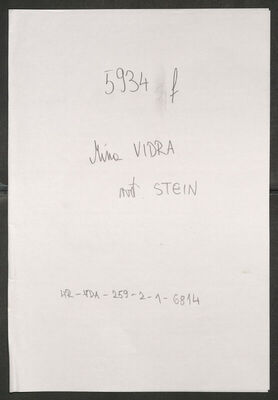 5934 f
Mina VIDRA
rođ. STEIN
HR-HDA-259-2-1-6814